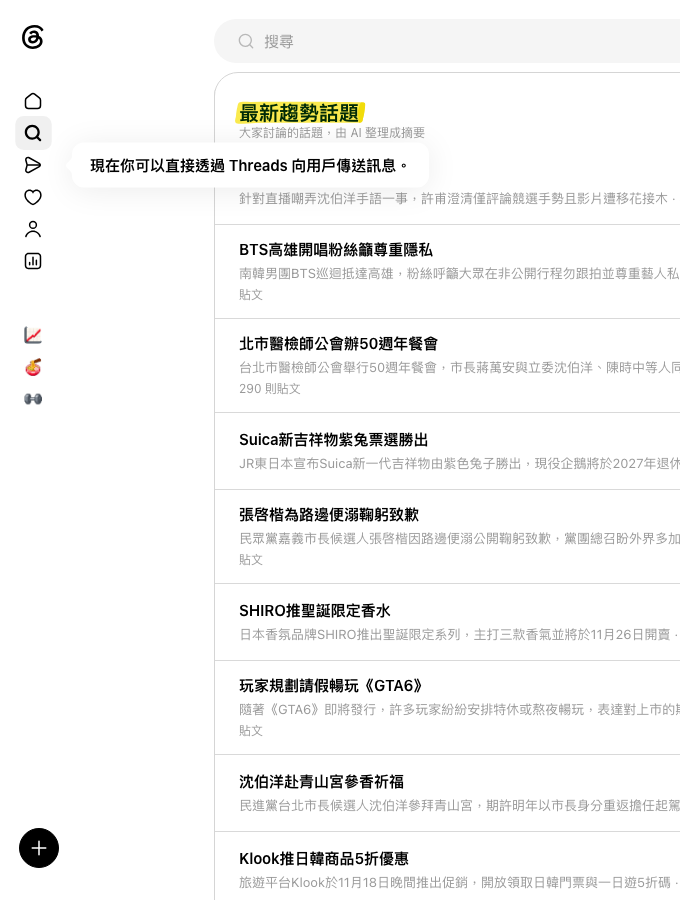 搜尋
最新趨勢話題
大家討論的話題，由 AI 整理成摘要
現在你可以直接透過 Threads 向用戶傳送訊息。
針對直播嘲弄沈伯洋手語一事，許甫澄清僅評論競選手勢且影片遭移花接木 ·
BTS高雄開唱粉絲籲尊重隱私
南韓男團BTS巡迴抵達高雄，粉絲呼籲大眾在非公開行程勿跟拍並尊重藝人私
貼文
北市醫檢師公會辦50週年餐會
台北市醫檢師公會舉行50週年餐會，市長蔣萬安與立委沈伯洋、陳時中等人同
290 則貼文
Suica新吉祥物紫兔票選勝出
JR東日本宣布Suica新一代吉祥物由紫色兔子勝出，現役企鵝將於2027年退休
張啓楷為路邊便溺鞠躬致歉
民眾黨嘉義市長候選人張啓楷因路邊便溺公開鞠躬致歉，黨團總召盼外界多加
貼文
SHIRO推聖誕限定香水
日本香氛品牌SHIRO推出聖誕限定系列，主打三款香氣並將於11月26日開賣 ·
玩家規劃請假暢玩《GTA6》
隨著《GTA6》即將發行，許多玩家紛紛安排特休或熬夜暢玩，表達對上市的期
貼文
沈伯洋赴青山宮參香祈福
民進黨台北市長候選人沈伯洋參拜青山宮，期許明年以市長身分重返擔任起駕
Klook推日韓商品5折優惠
旅遊平台Klook於11月18日晚間推出促銷，開放領取日韓門票與一日遊5折碼 ·